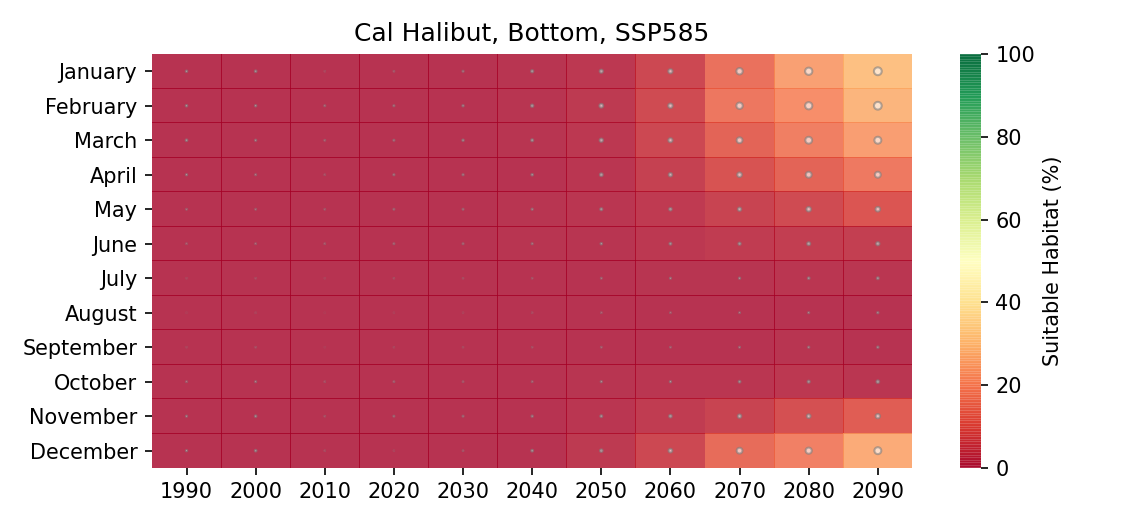 Cal Halibut, Bottom, SSP585
January
February
March
April
May
June
July
August
September
October
November
December
1990 2000 2010 2020 2030 2040 2050 2060 2070 2080 2090
100
80
60
40
20
0
Suitable Habitat (%)